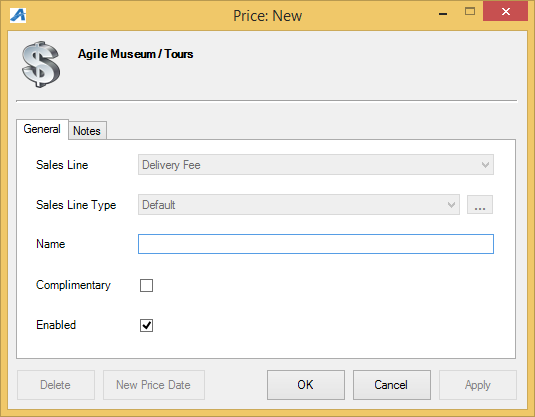 Price: New
Agile Museum / Tours
General Notes
Sales Line Delivery Fee
Sales Line Type Default ...
Name
Complimentary
Enabled
Delete New Price Date OK Cancel Apply